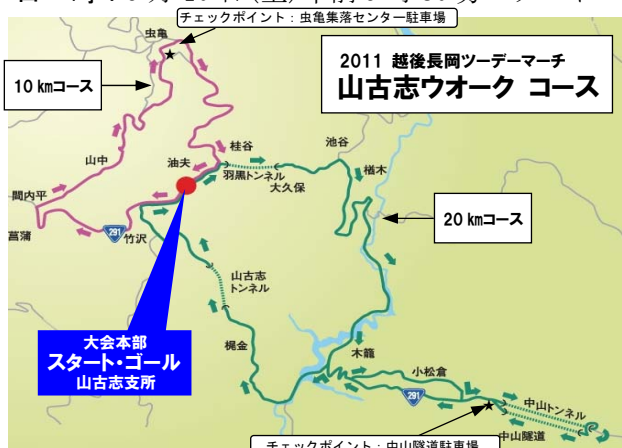 チェックポイント:虫亀集落センター駐車場
2011 越後長岡ツーデーマーチ
山古志ウオーク コース
虫亀
10㎞コース
桂谷
池谷
油夫
羽黒トンネル
楢木
山中
大久保
間内平
20㎞コース
菖蒲
291
竹沢
山古志
トンネル
大会本部
スタート・ゴール
山古志支所
梶金
木籠
小松倉
291
中山トンネル
中山隧道
チェックポイント:中山隧道駐車場